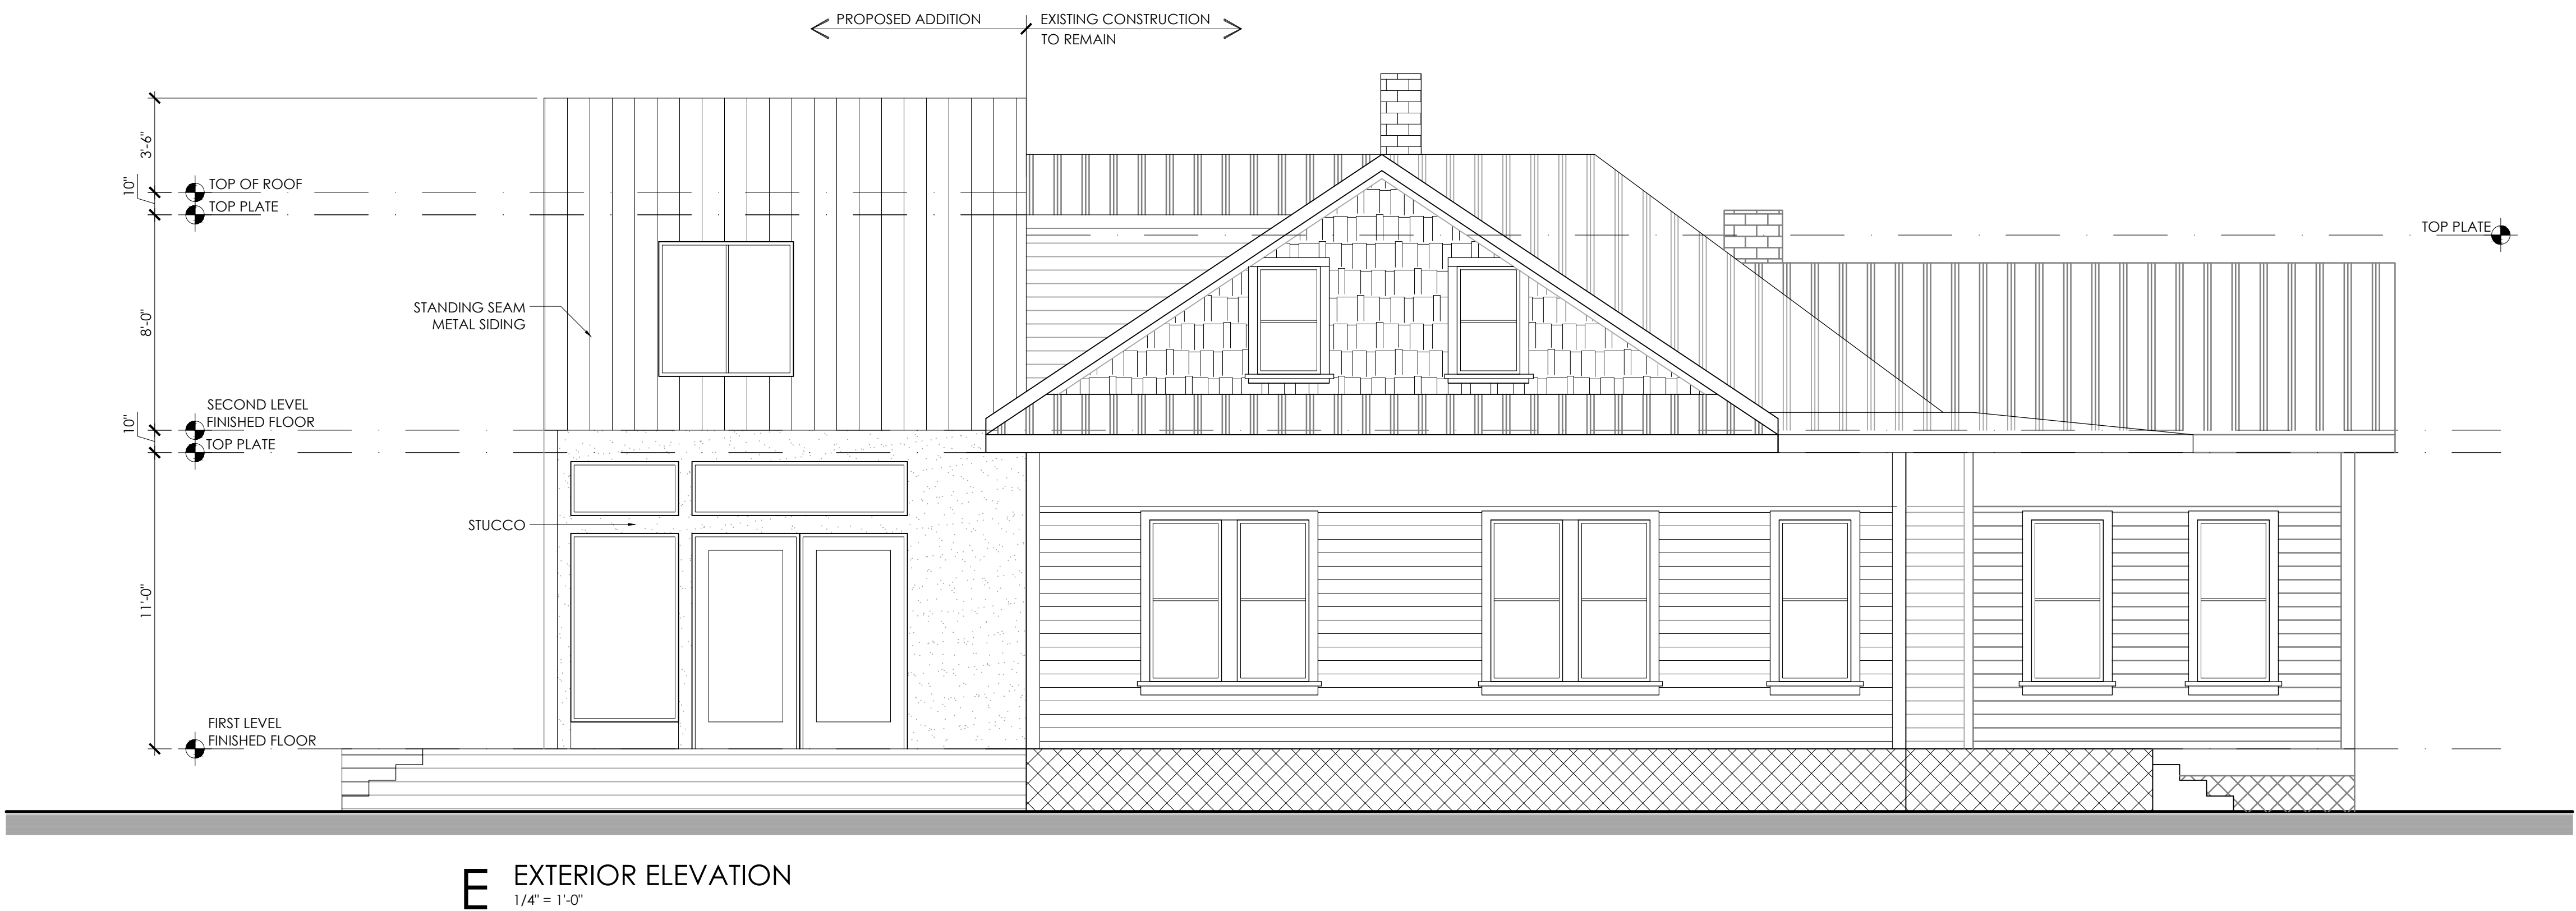 PROPOSED ADDITION
EXISTING CONSTRUCTION
TO REMAIN
3'-6"
10"
TOP OF ROOF
TOP PLATE
TOP PLATE
8'-0"
STANDING SEAM
METAL SIDING
10"
SECOND LEVEL
FINISHED FLOOR
TOP PLATE
STUCCO
11'-0"
FIRST LEVEL
FINISHED FLOOR
E EXTERIOR ELEVATION
1/4" = 1'-0"